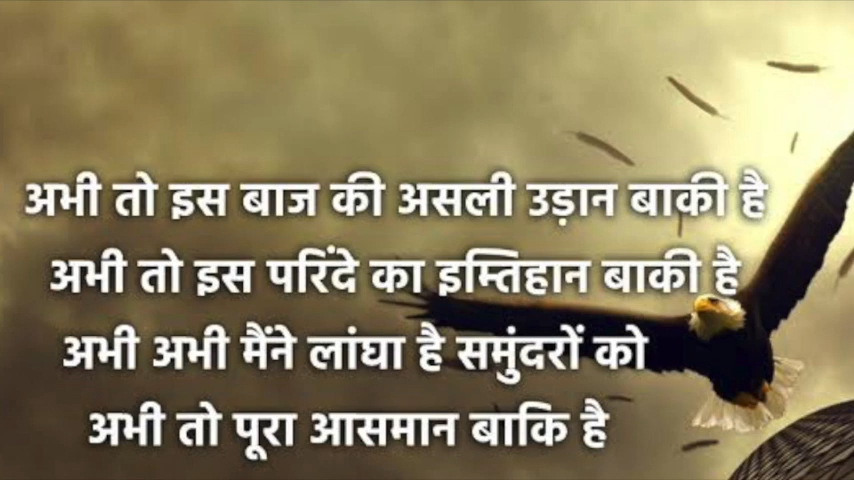 अभी तो इस बाज की असली उड़ान बाकी है
अभी तो इस परिंदे का इम्तिहान बाकी है
अभी अभी मैंने लांघा है समुंदरों को
अभी तो पूरा आसमान बाकि है